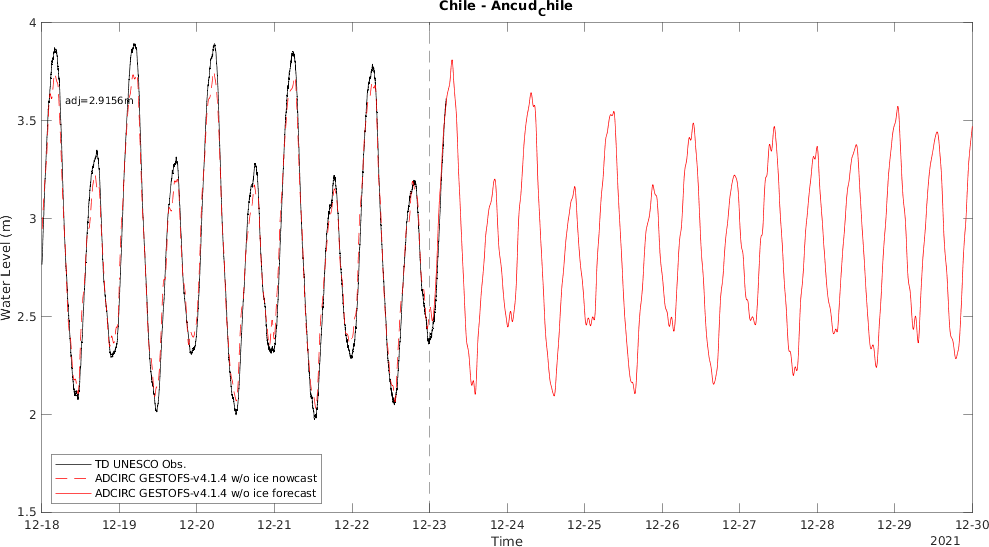 Chile - Ancud_Chile
4
3.5
3
2.5
2
1.5
Water Level (m)
adj=2.9156m
TD UNESCO Obs.
ADCIRC GESTOFS-v4.1.4 w/o ice nowcast
ADCIRC GESTOFS-v4.1.4 w/o ice forecast
12-18 12-19 12-20 12-21 12-22 12-23 12-24 12-25 12-26 12-27 12-28 12-29 12-30
Time
2021